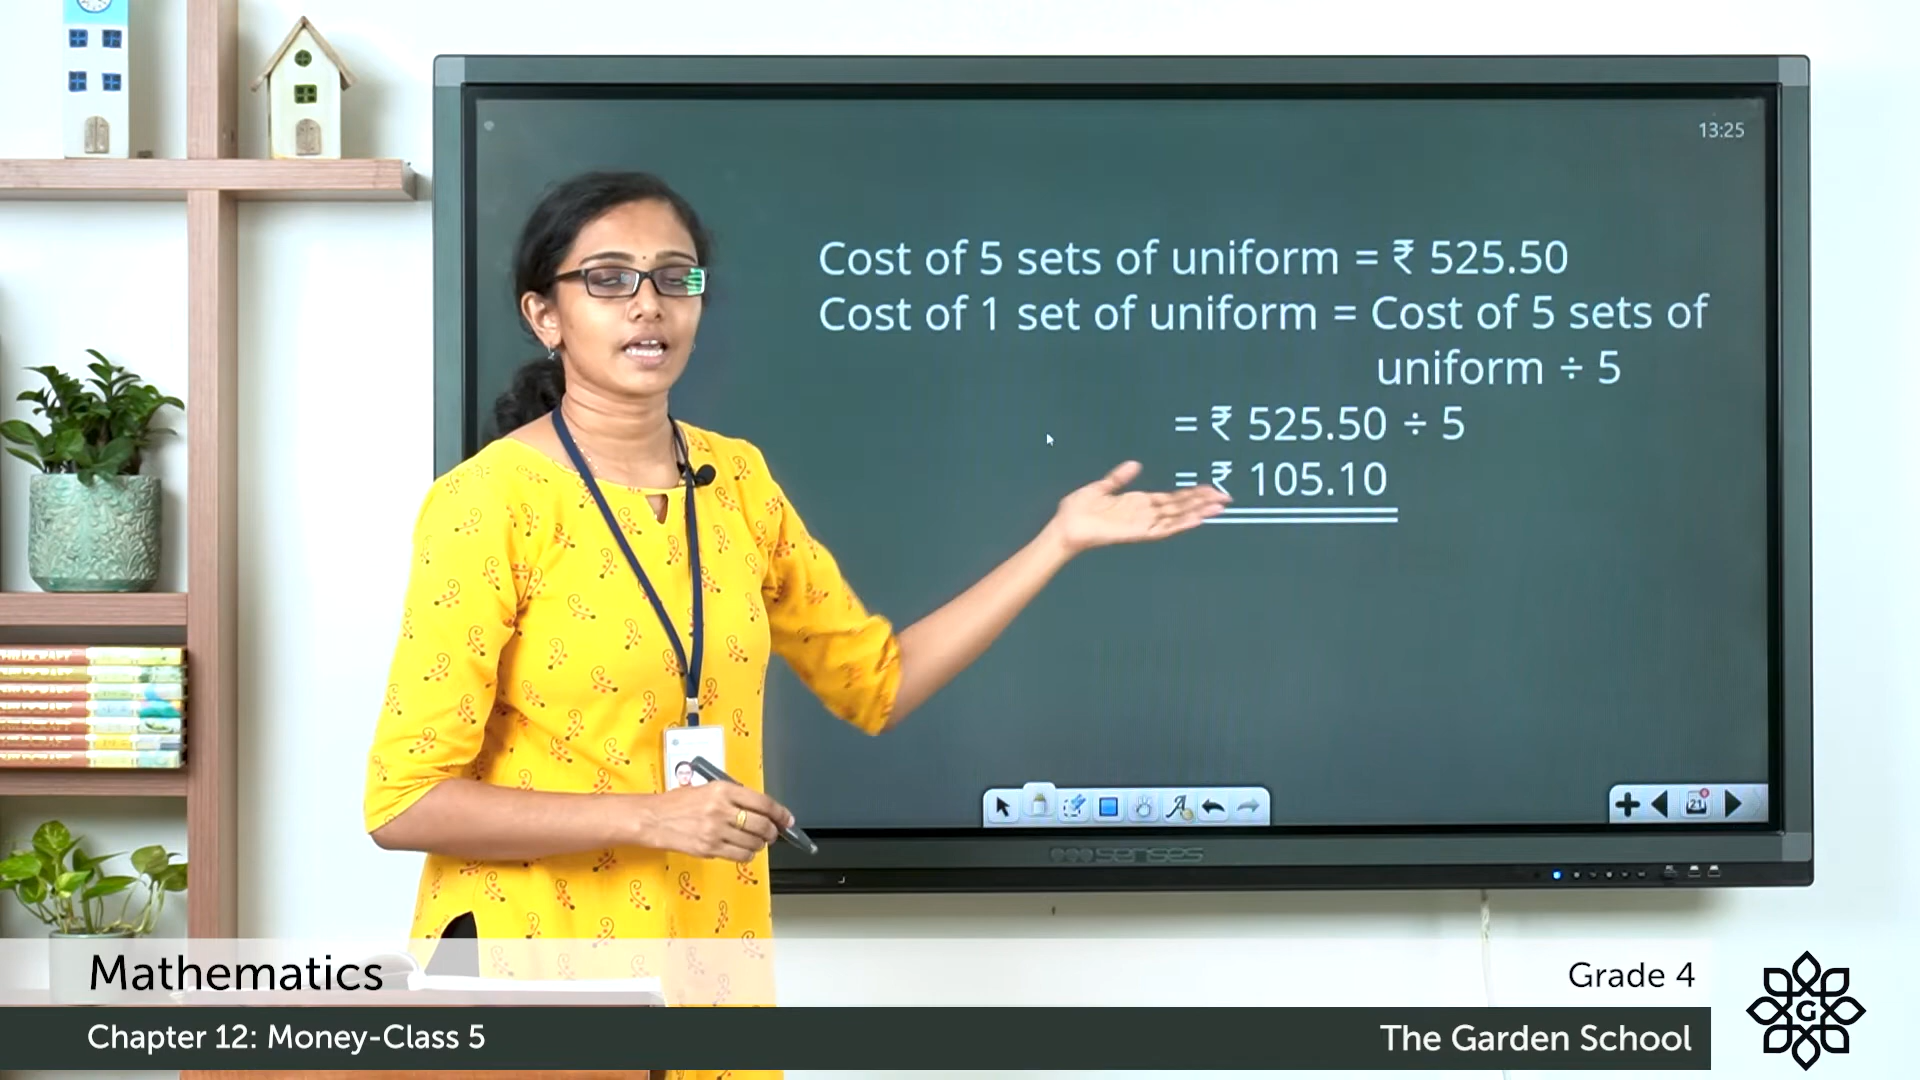 13:25
Cost of 5 sets of uniform = ₹ 525.50
Cost of 1 set of uniform = Cost of 5 sets of
uniform ÷ 5
= ₹ 525.50 ÷ 5
= ₹ 105.10
senses
Mathematics
Grade 4
Chapter 12: Money-Class 5
The Garden School
G